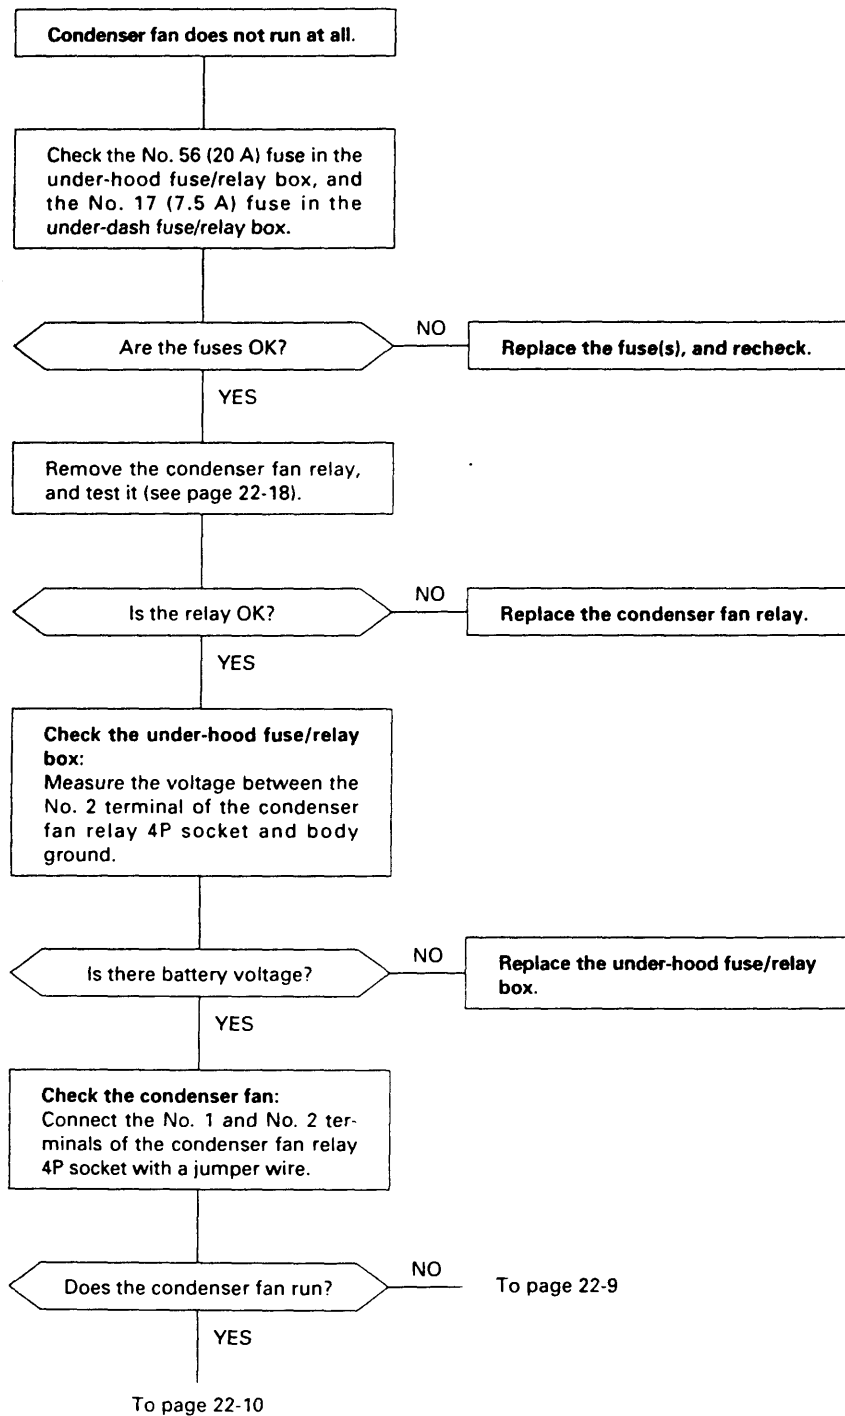 Condenser fan does not run at all.
Check the No. 56 (20 A) fuse in the
under-hood fuse/relay box, and
the No. 17 (7.5 A) fuse in the
under-dash fuse/relay box.
Are the fuses OK?
NO
Replace the fuse(s), and recheck.
YES
Remove the condenser fan relay,
and test it (see page 22-18).
Is the relay OK?
NO
Replace the condenser fan relay.
YES
Check the under-hood fuse/relay
box:
Measure the voltage between the
No. 2 terminal of the condenser
fan relay 4P socket and body
ground.
Is there battery voltage?
NO
Replace the under-hood fuse/relay
box.
YES
Check the condenser fan:
Connect the No. 1 and No. 2 ter-
minals of the condenser fan relay
4P socket with a jumper wire.
Does the condenser fan run?
NO
To page 22-9
YES
To page 22-10